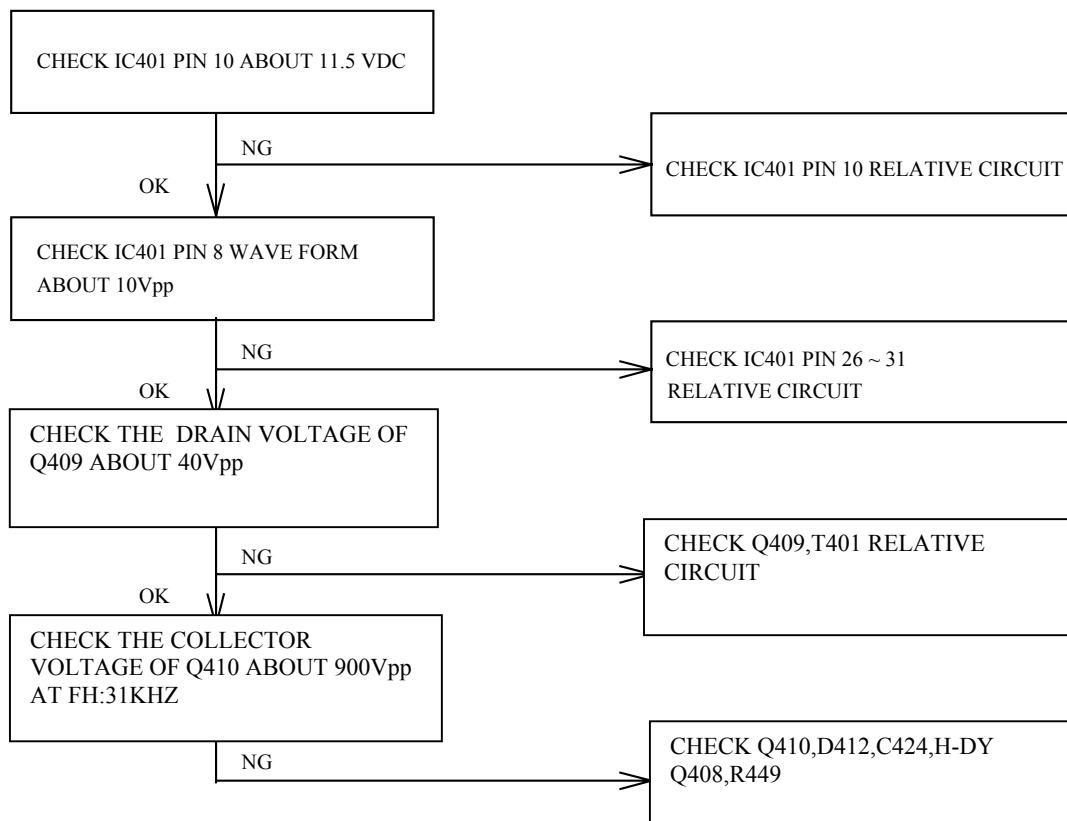 CHECK IC401 PIN 10 ABOUT 11.5 VDC
NG
CHECK IC401 PIN 10 RELATIVE CIRCUIT
OK
CHECK IC401 PIN 8 WAVE FORM
ABOUT 10Vpp
NG
CHECK IC401 PIN 26 ~ 31
RELATIVE CIRCUIT
OK
CHECK THE DRAIN VOLTAGE OF
Q409 ABOUT 40Vpp
NG
CHECK Q409,T401 RELATIVE
CIRCUIT
OK
CHECK THE COLLECTOR
VOLTAGE OF Q410 ABOUT 900Vpp
AT FH:31KHZ
NG
CHECK Q410,D412,C424,H-DY
Q408,R449